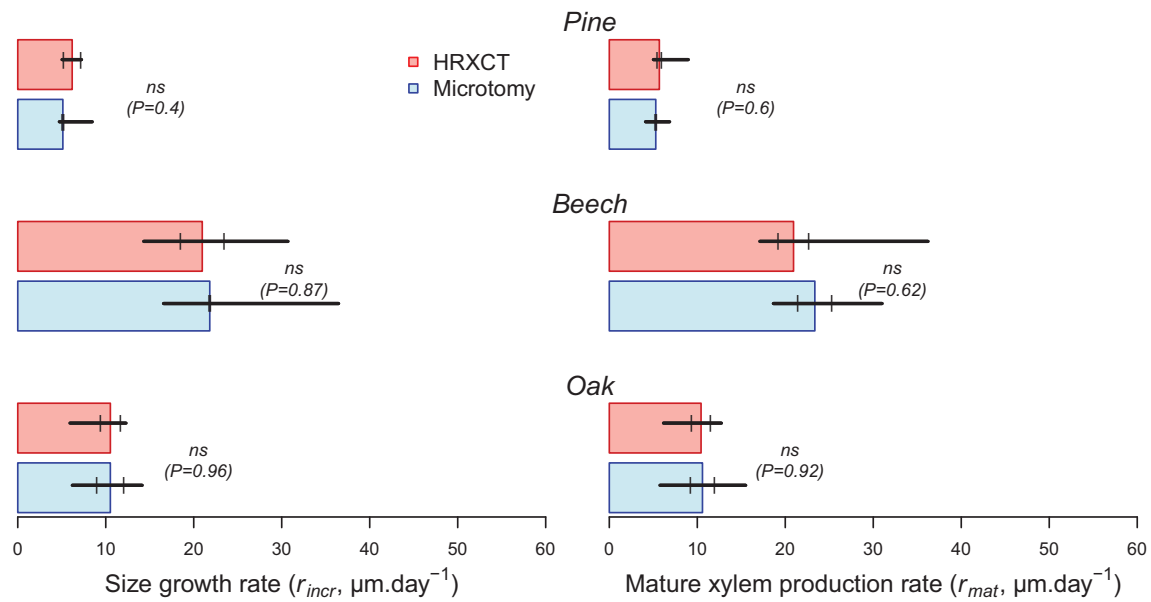 Pine
HRXCT
Microtomy
ns
(P=0.4)
ns
(P=0.6)
Beech
ns
(P=0.87)
ns
(P=0.62)
Oak
ns
(P=0.96)
ns
(P=0.92)
0 10 20 30 40 50 60
0 10 20 30 40 50 60
Size growth rate (r_incr, µm.day⁻¹)
Mature xylem production rate (r_mat, µm.day⁻¹)